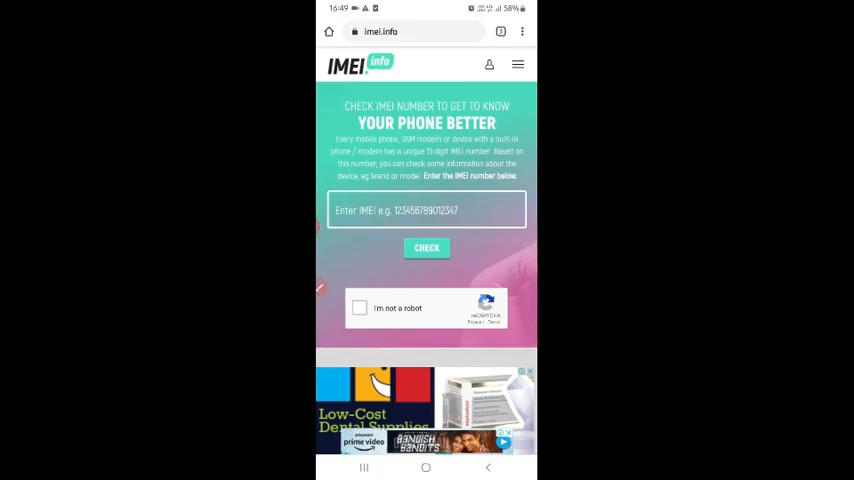 16:49 58%
imei.info 3
IMEI.info
CHECK IMEI NUMBER TO GET TO KNOW
YOUR PHONE BETTER
Every mobile phone, GSM modem or device with a built-in
phone / modem has a unique 15 digit IMEI number. Based on
this number, you can check some information about the
device, eg brand or model. Enter the IMEI number below.
Enter IMEI e.g. 123456789012347
CHECK
I'm not a robot
reCAPTCHA
Privacy - Terms
Low-Cost
Dental Supplies
amazon
prime video
BANDISH
BANDITS